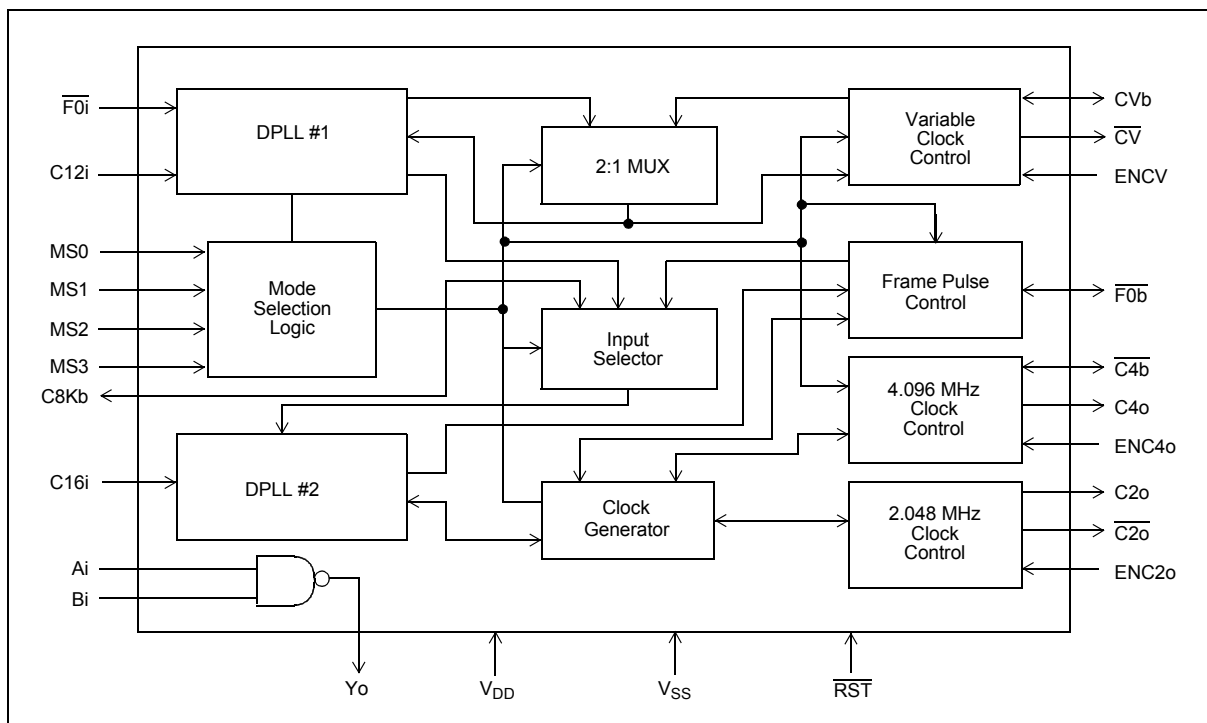 F0i
C12i
MS0
MS1
MS2
MS3
C8Kb
C16i
Ai
Bi
DPLL #1
Mode
Selection
Logic
DPLL #2
2:1 MUX
Input
Selector
Clock
Generator
Variable
Clock
Control
Frame Pulse
Control
4.096 MHz
Clock
Control
2.048 MHz
Clock
Control
CVb
CV
ENCV
F0b
C4b
C4o
ENC4o
C2o
C2o
ENC2o
Yo
VDD
VSS
RST